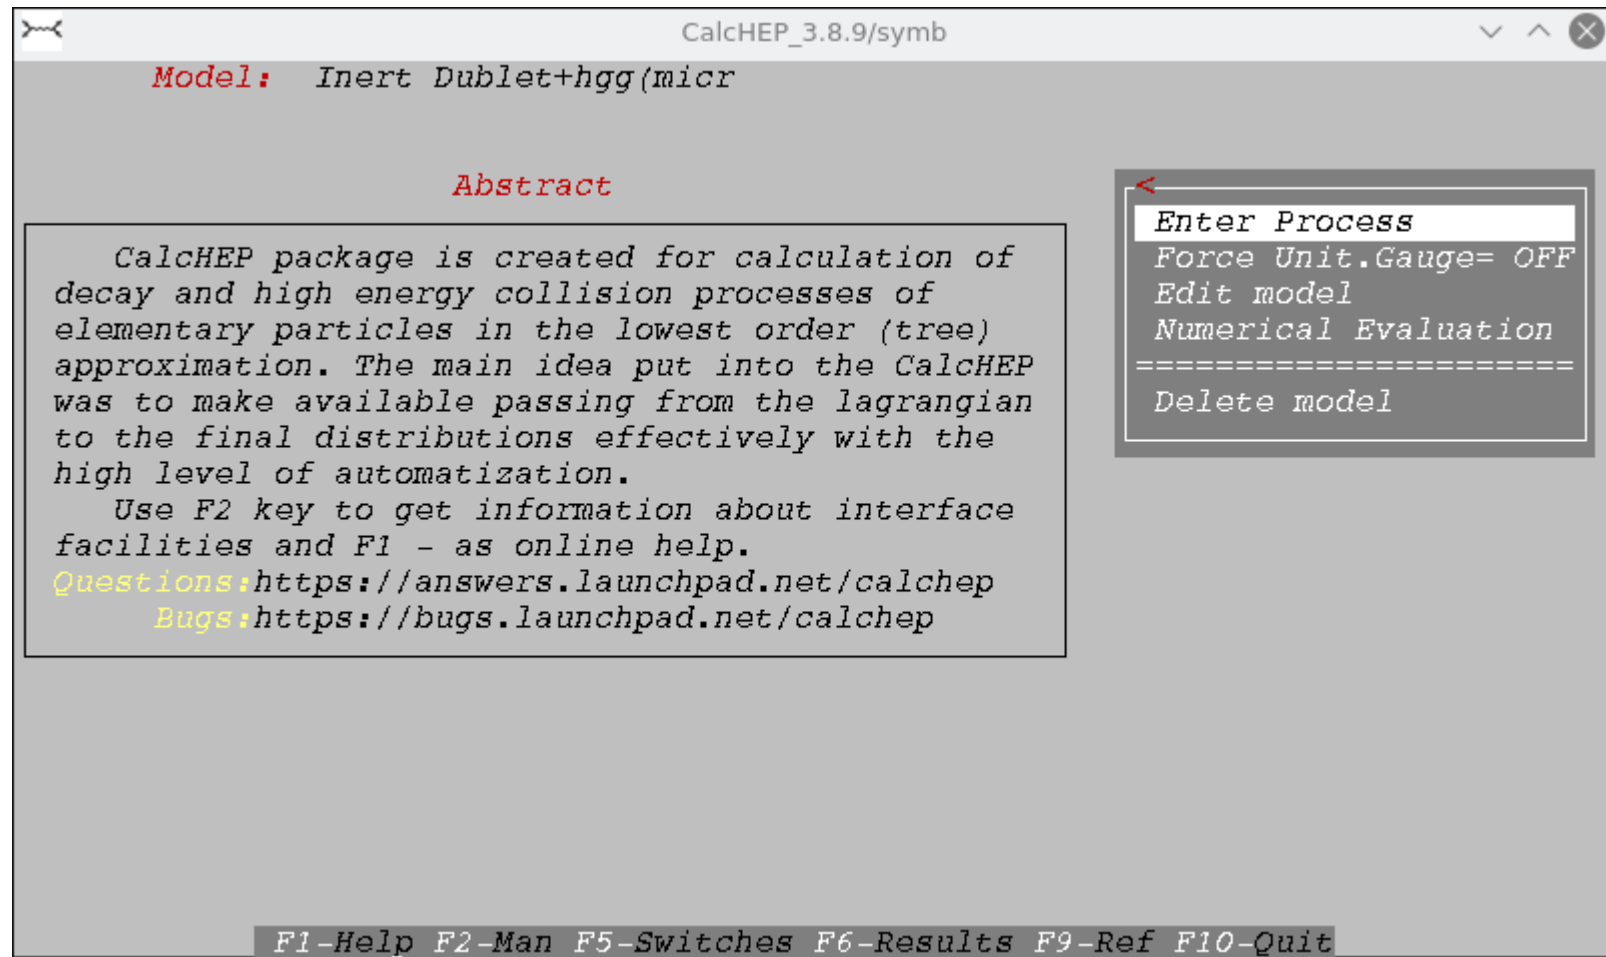 CalcHEP_3.8.9/symb
Model: Inert Dublet+hgg(micr
Abstract
CalcHEP package is created for calculation of
decay and high energy collision processes of
elementary particles in the lowest order (tree)
approximation. The main idea put into the CalcHEP
was to make available passing from the lagrangian
to the final distributions effectively with the
high level of automatization.
Use F2 key to get information about interface
facilities and F1 - as online help.
Questions:https://answers.launchpad.net/calchep
Bugs:https://bugs.launchpad.net/calchep
<
Enter Process
Force Unit.Gauge= OFF
Edit model
Numerical Evaluation
======================
Delete model
F1-Help F2-Man F5-Switches F6-Results F9-Ref F10-Quit